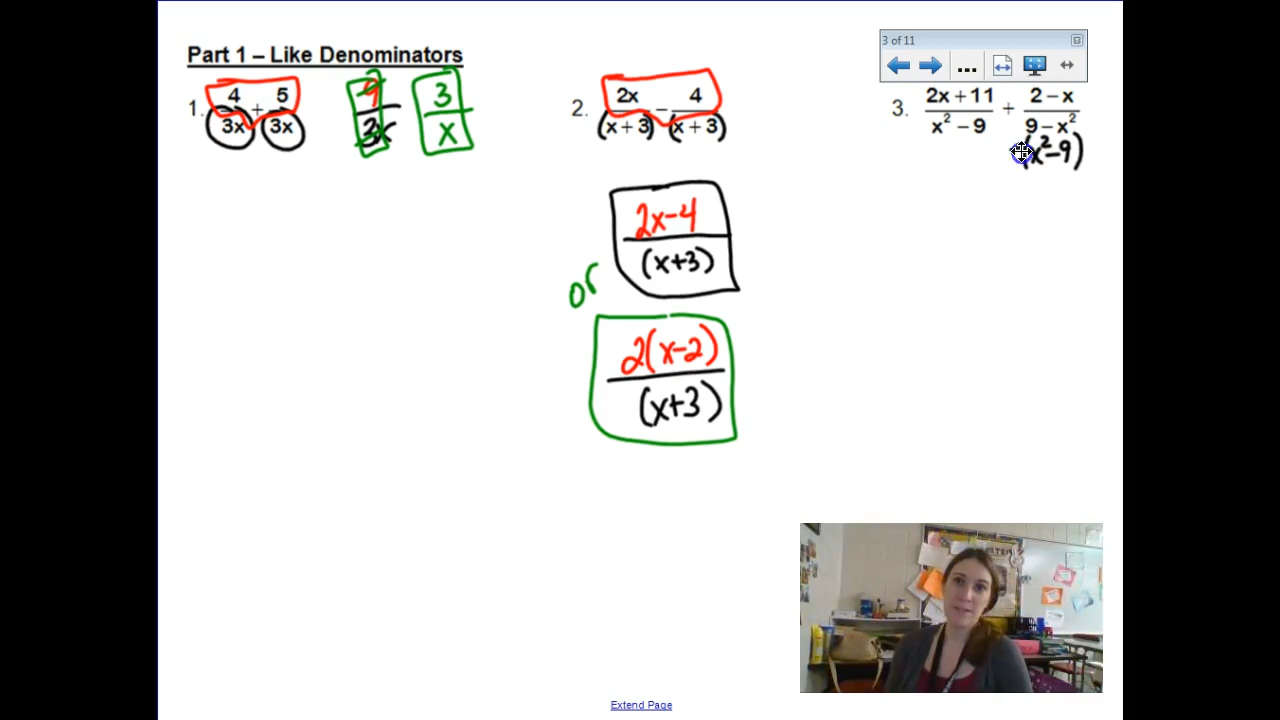 Part 1 – Like Denominators
3 of 11
1. 4/3x + 5/3x 9/3x 3/x
2. 2x/(x + 3) – 4/(x + 3)
3. 2x + 11/x² – 9 + 2 – x/9 – x²
(x²–9)
2x–4/(x+3)
or
2(x–2)/(x+3)
Extend Page